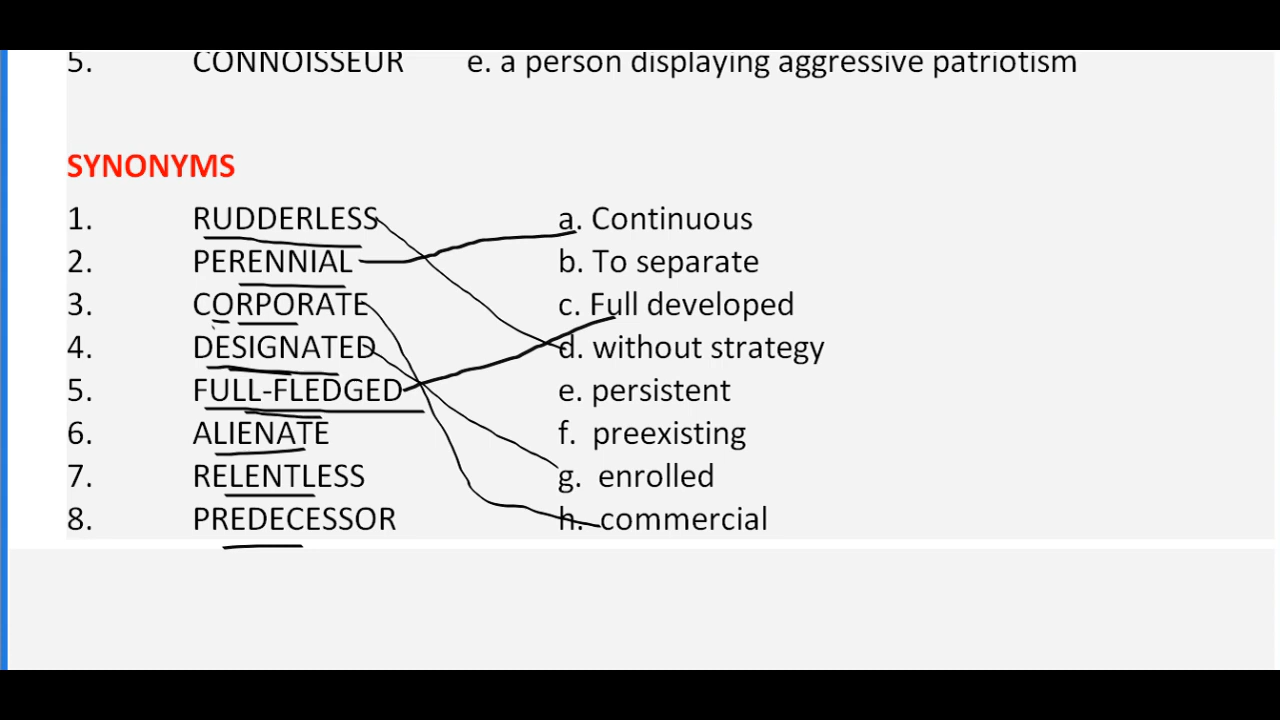 5. CONNOISSEUR e. a person displaying aggressive patriotism
SYNONYMS
1. RUDDERLESS a. Continuous
2. PERENNIAL b. To separate
3. CORPORATE c. Full developed
4. DESIGNATED d. without strategy
5. FULL-FLEDGED e. persistent
6. ALIENATE f. preexisting
7. RELENTLESS g. enrolled
8. PREDECESSOR h. commercial